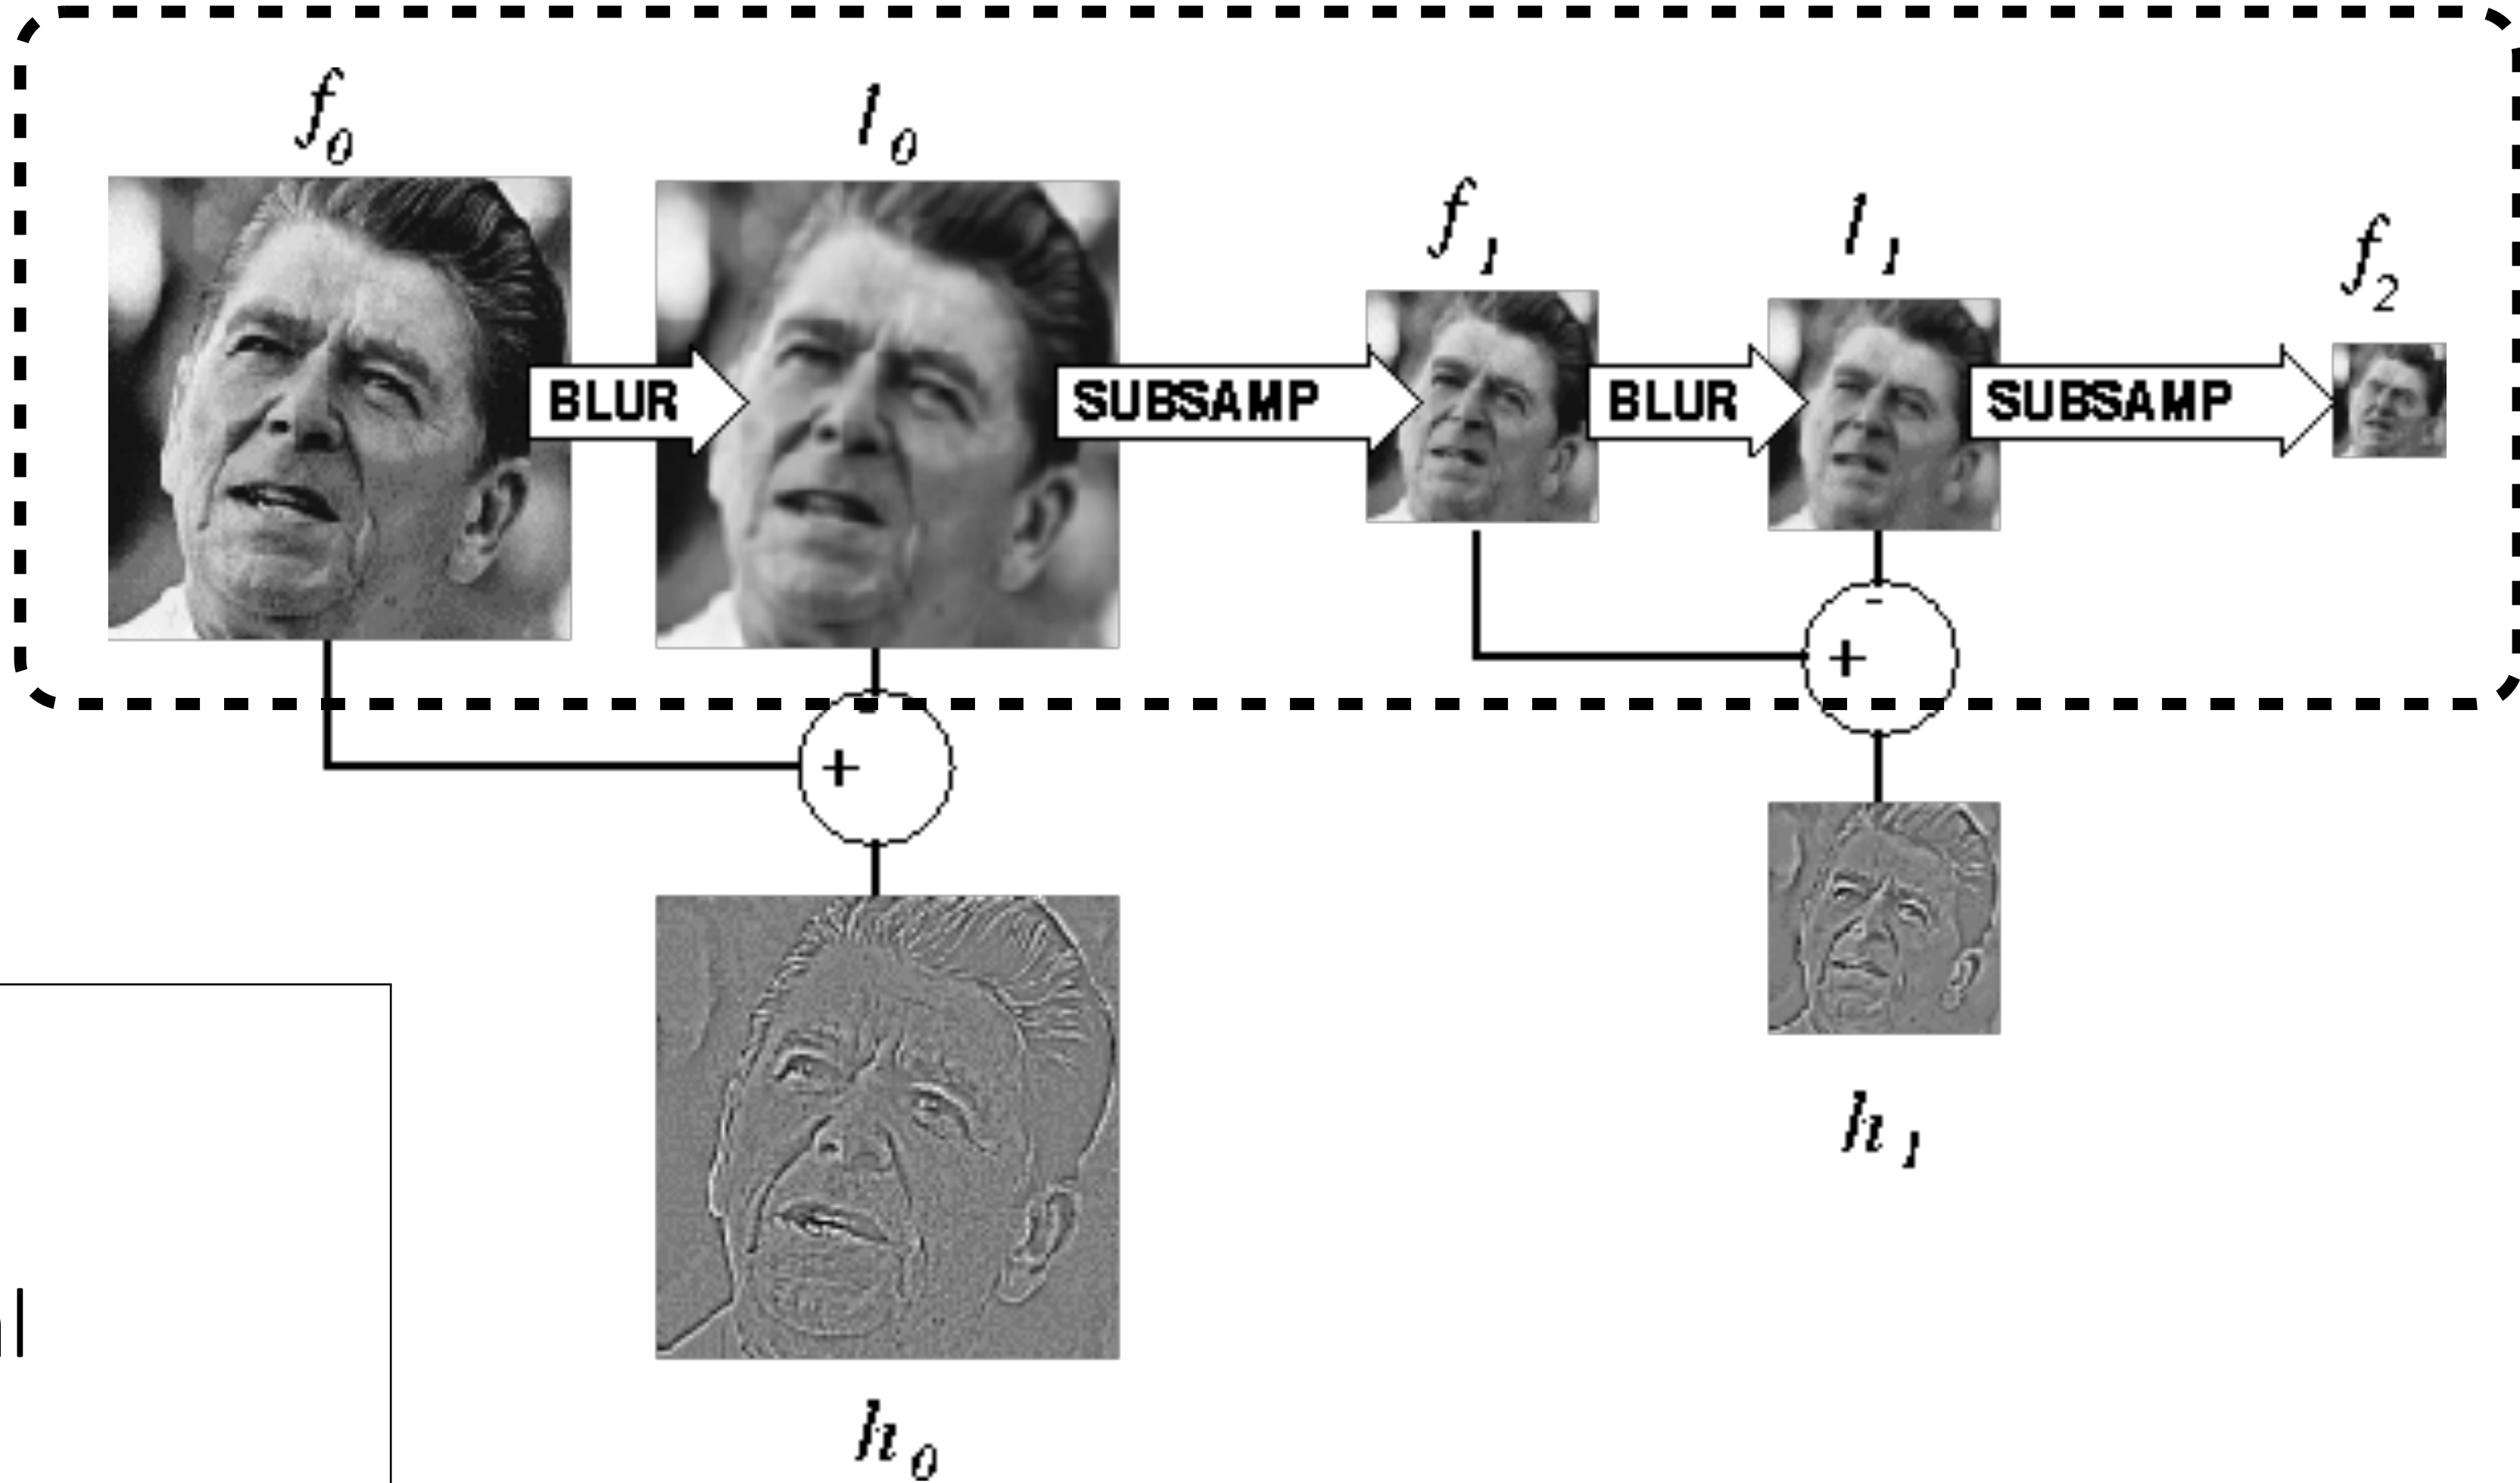 f0
l0
f1
l1
f2
BLUR
SUBSAMP
BLUR
SUBSAMP
-
+
-
+
h1
h0